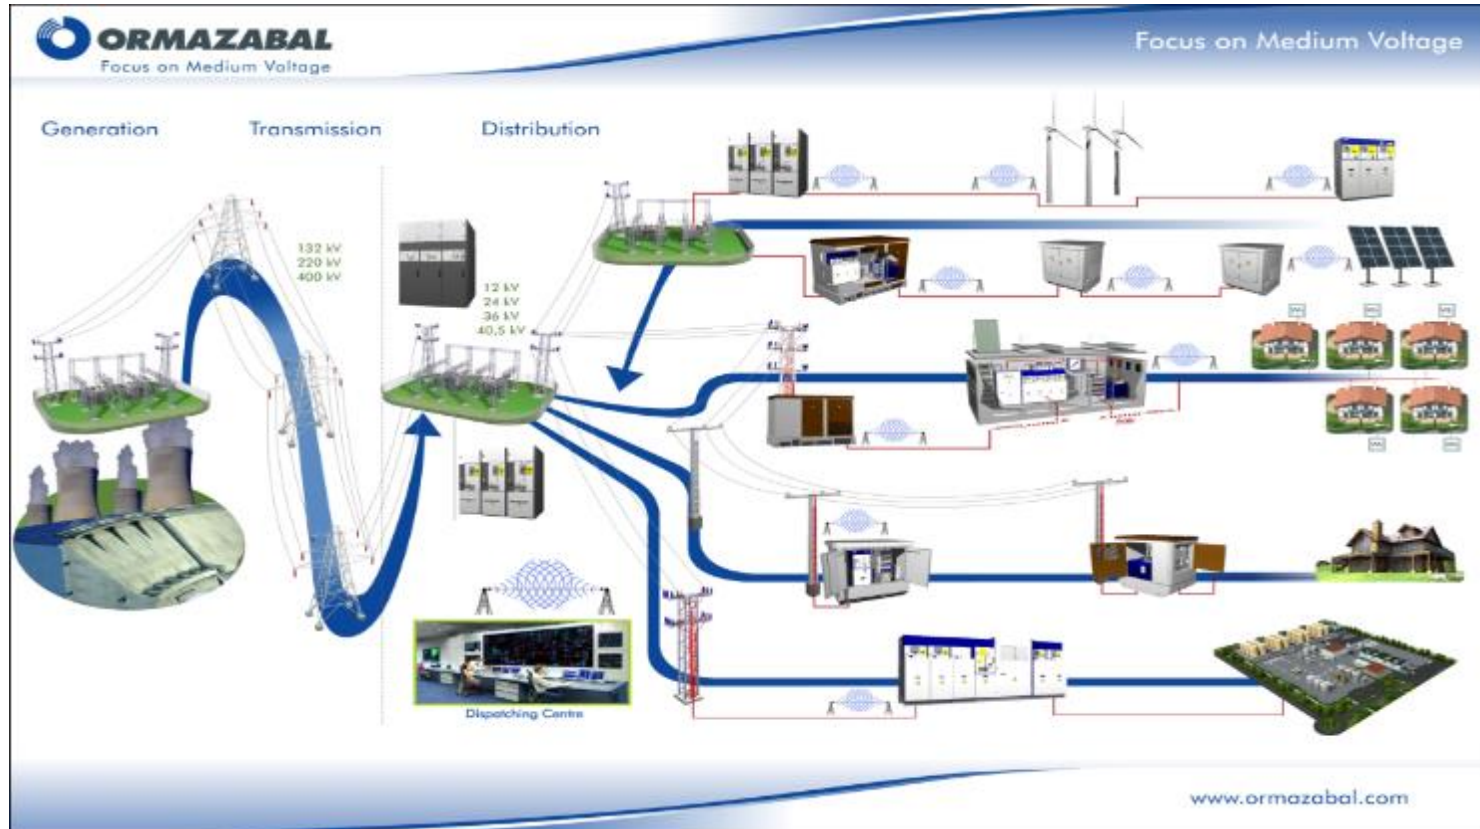 ORMAZABAL
Focus on Medium Voltage
Focus on Medium Voltage
Generation
Transmission
Distribution
132 kV
220 kV
400 kV
12 kV
24 kV
36 kV
40,5 kV
Dispatching Centre
www.ormazabal.com